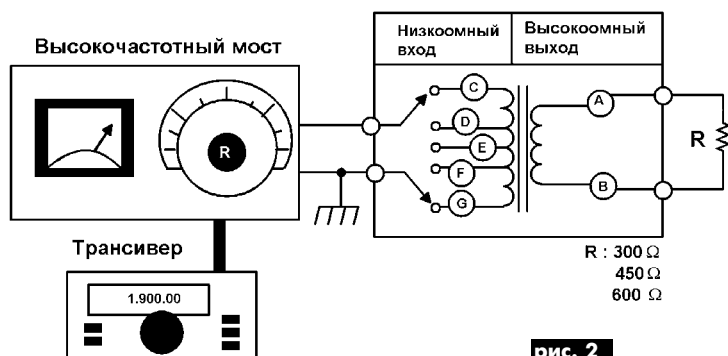 Высокочастотный мост
Низкоомный вход
Высокоомный выход
C
D
E
F
G
A
B
R
R
R : 300 Ω
450 Ω
600 Ω
Трансивер
1.900.00
рис. 2